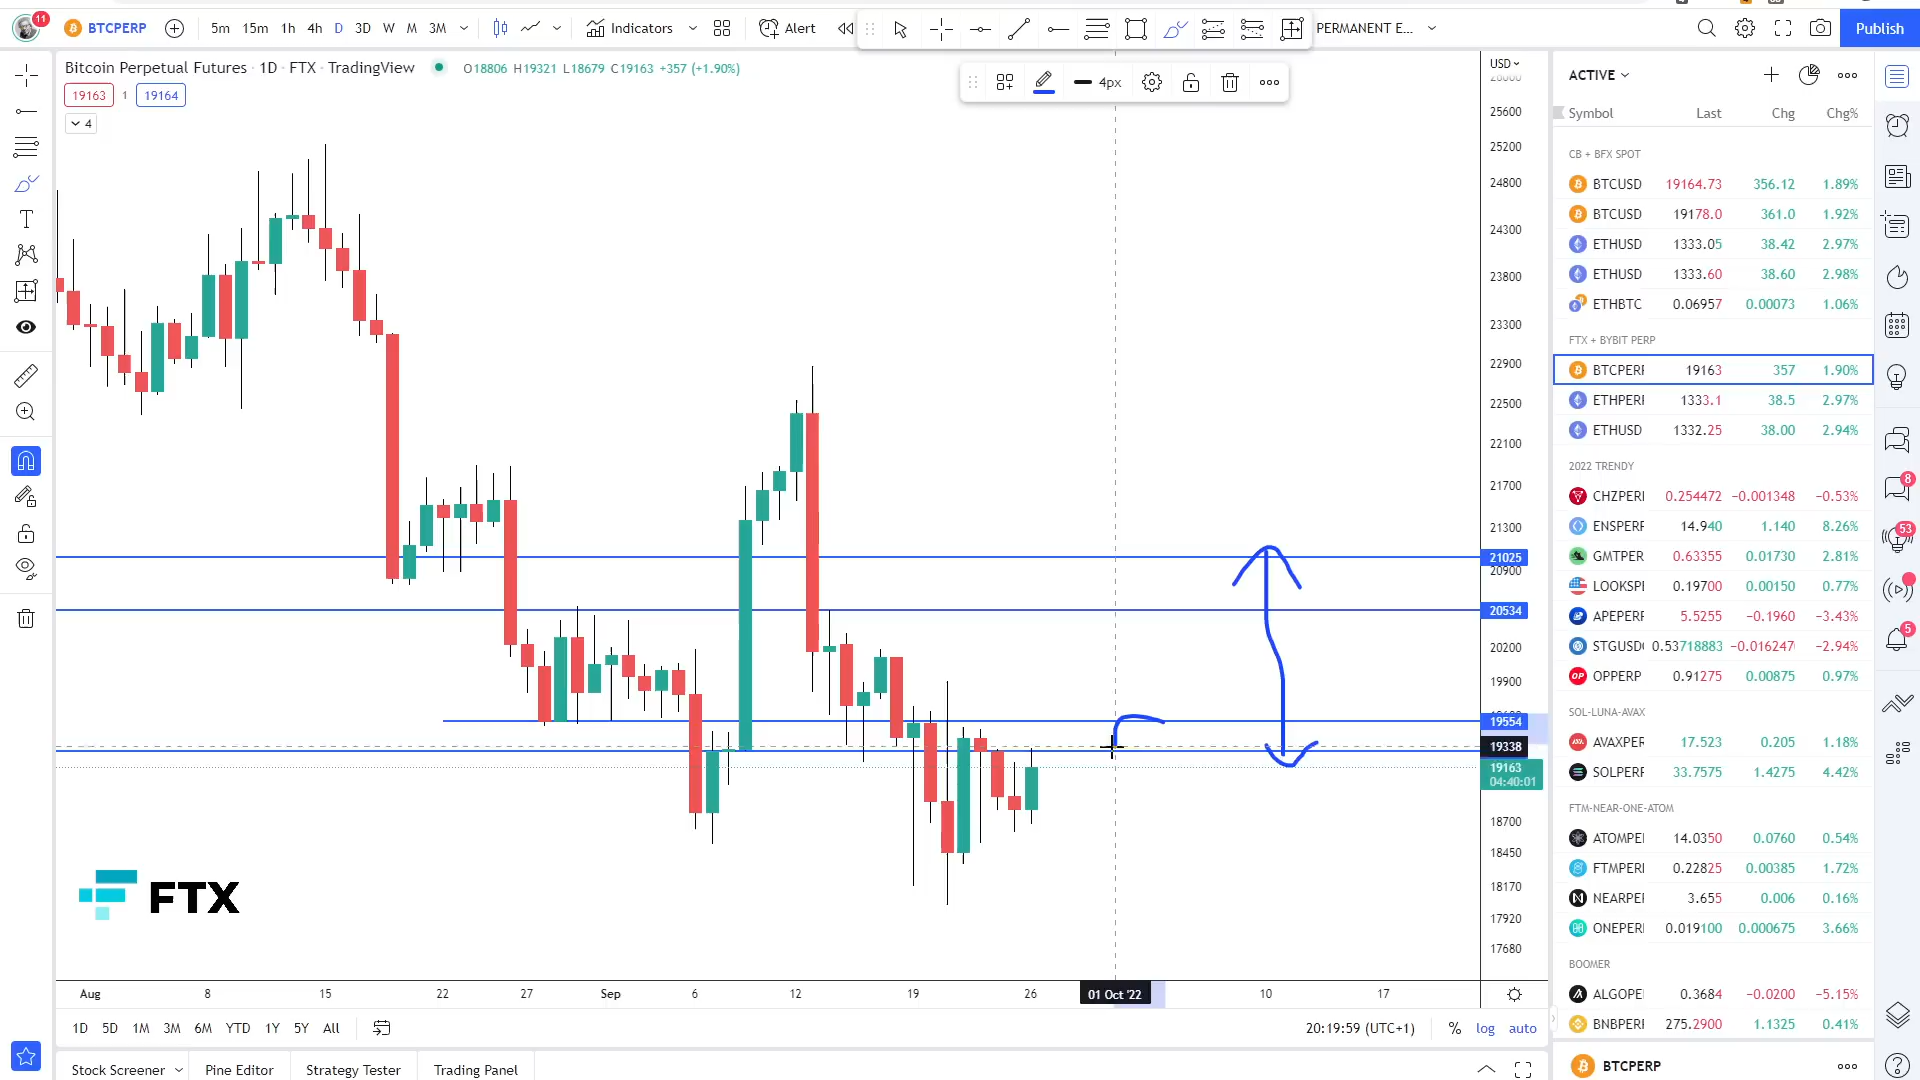 11
BTCPERP
5m 15m 1h 4h D 3D W M 3M
Indicators
Alert
PERMANENT E...
Publish
Bitcoin Perpetual Futures · 1D · FTX · TradingView
O18806 H19321 L18679 C19163 +357 (+1.90%)
19163 1 19164
4
4px
USD
26000
25600
25200
24800
24300
23800
23300
22900
22500
22100
21700
21300
21025
20900
20534
20200
19900
19554
19338
19163
04:40:01
18700
18450
18170
17920
17680
FTX
Aug 8 15 22 27 Sep 6 12 19 26 01 Oct '22 10 17
1D 5D 1M 3M 6M YTD 1Y 5Y All
20:19:59 (UTC+1) % log auto
Stock Screener Pine Editor Strategy Tester Trading Panel
ACTIVE
Symbol Last Chg Chg%
CB + BFX SPOT
BTCUSD 19164.73 356.12 1.89%
BTCUSD 19178.0 361.0 1.92%
ETHUSD 1333.05 38.42 2.97%
ETHUSD 1333.60 38.60 2.98%
ETHBTC 0.06957 0.00073 1.06%
FTX + BYBIT PERP
BTCPERF 19163 357 1.90%
ETHPERF 1333.1 38.5 2.97%
ETHUSD 1332.25 38.00 2.94%
2022 TRENDY
CHZPERI 0.254472 −0.001348 −0.53%
ENSPERF 14.940 1.140 8.26%
GMTPER 0.63355 0.01730 2.81%
LOOKSPI 0.19700 0.00150 0.77%
APEPERF 5.5255 −0.1960 −3.43%
STGUSD 0.53718883 −0.016247 −2.94%
OPPERP 0.91275 0.00875 0.97%
SOL-LUNA-AVAX
AVAXPER 17.523 0.205 1.18%
SOLPERF 33.7575 1.4275 4.42%
FTM-NEAR-ONE-ATOM
ATOMPEI 14.0350 0.0760 0.54%
FTMPERI 0.22825 0.00385 1.72%
NEARPEI 3.655 0.006 0.16%
ONEPERI 0.019100 0.000675 3.66%
BOOMER
ALGOPEI 0.3684 −0.0200 −5.15%
BNBPERI 275.2900 1.1325 0.41%
BTCPERP
8
53
5